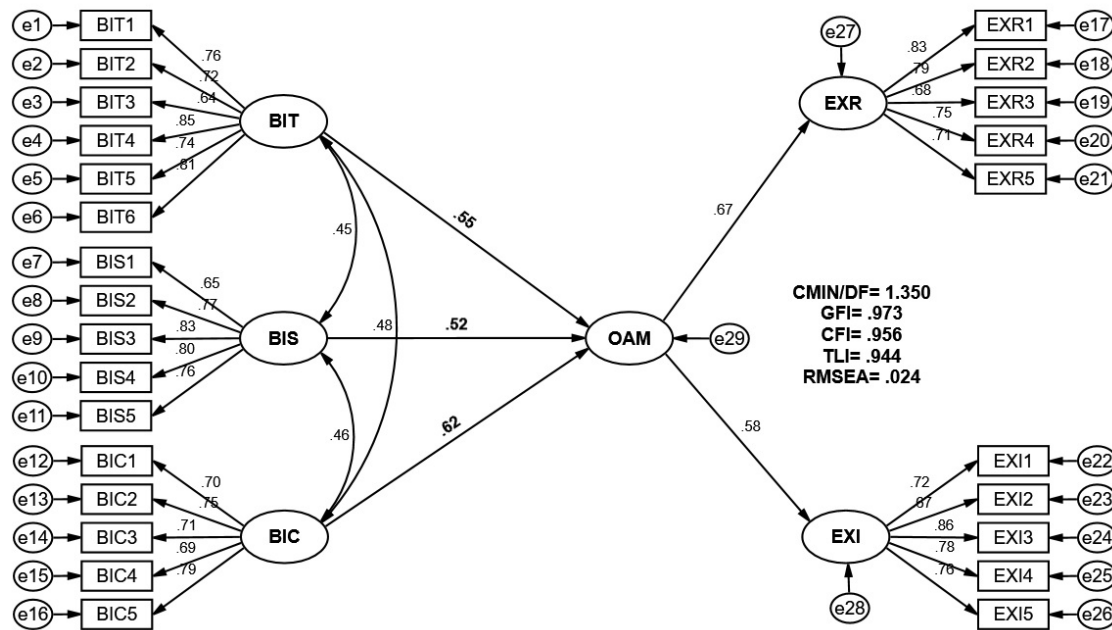 e1 BIT1
e2 BIT2
e3 BIT3
e4 BIT4
e5 BIT5
e6 BIT6
.76
.72
.64
.85
.74
.81
BIT
e7 BIS1
e8 BIS2
e9 BIS3
e10 BIS4
e11 BIS5
.65
.77
.83
.80
.76
BIS
e12 BIC1
e13 BIC2
e14 BIC3
e15 BIC4
e16 BIC5
.70
.75
.71
.69
.79
BIC
.45
.48
.46
.55
.52
.62
OAM
e29
.67
.58
e27
EXR
.83
.79
.68
.75
.71
EXR1 e17
EXR2 e18
EXR3 e19
EXR4 e20
EXR5 e21
CMIN/DF= 1.350
GFI= .973
CFI= .956
TLI= .944
RMSEA= .024
EXI
e28
.72
.67
.86
.78
.76
EXI1 e22
EXI2 e23
EXI3 e24
EXI4 e25
EXI5 e26